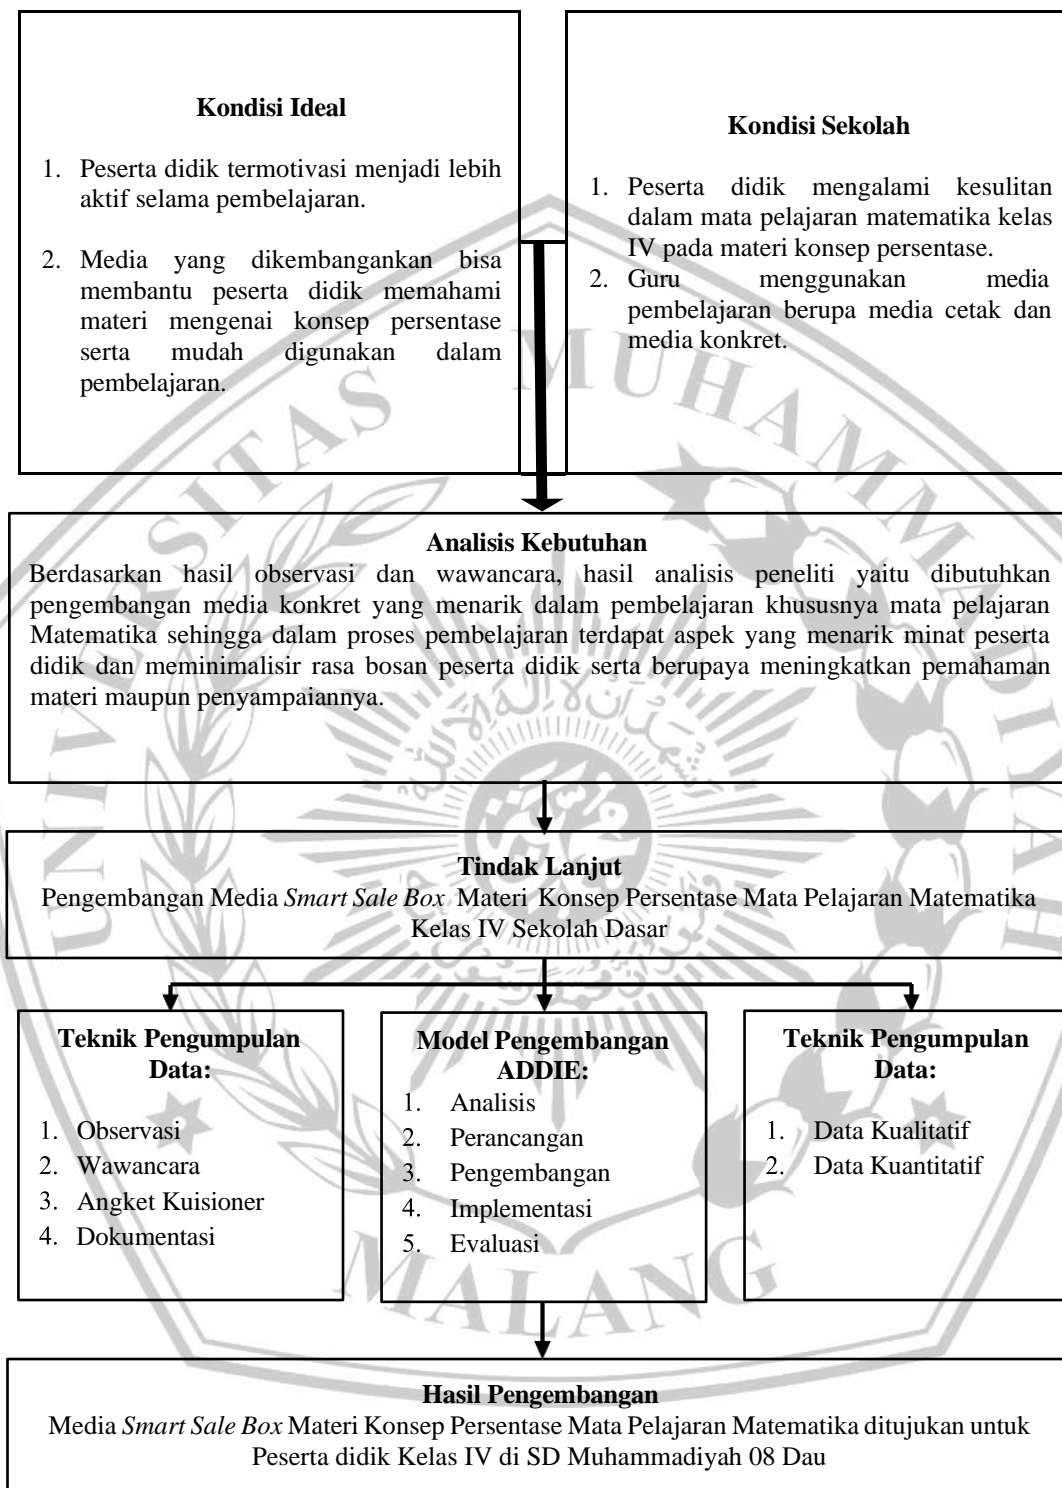 Kondisi Ideal
1. Peserta didik termotivasi menjadi lebih
aktif selama pembelajaran.
2. Media yang dikembangankan bisa
membantu peserta didik memahami
materi mengenai konsep persentase
serta mudah digunakan dalam
pembelajaran.
Kondisi Sekolah
1. Peserta didik mengalami kesulitan
dalam mata pelajaran matematika kelas
IV pada materi konsep persentase.
2. Guru menggunakan media
pembelajaran berupa media cetak dan
media konkret.
Analisis Kebutuhan
Berdasarkan hasil observasi dan wawancara, hasil analisis peneliti yaitu dibutuhkan
pengembangan media konkret yang menarik dalam pembelajaran khususnya mata pelajaran
Matematika sehingga dalam proses pembelajaran terdapat aspek yang menarik minat peserta
didik dan meminimalisir rasa bosan peserta didik serta berupaya meningkatkan pemahaman
materi maupun penyampaiannya.
Tindak Lanjut
Pengembangan Media Smart Sale Box Materi Konsep Persentase Mata Pelajaran Matematika
Kelas IV Sekolah Dasar
Teknik Pengumpulan
Data:
1. Observasi
2. Wawancara
3. Angket Kuisioner
4. Dokumentasi
Model Pengembangan
ADDIE:
1. Analisis
2. Perancangan
3. Pengembangan
4. Implementasi
5. Evaluasi
Teknik Pengumpulan
Data:
1. Data Kualitatif
2. Data Kuantitatif
Hasil Pengembangan
Media Smart Sale Box Materi Konsep Persentase Mata Pelajaran Matematika ditujukan untuk
Peserta didik Kelas IV di SD Muhammadiyah 08 Dau
UNIVERSITAS MUHAMMADIYAH
MALANG